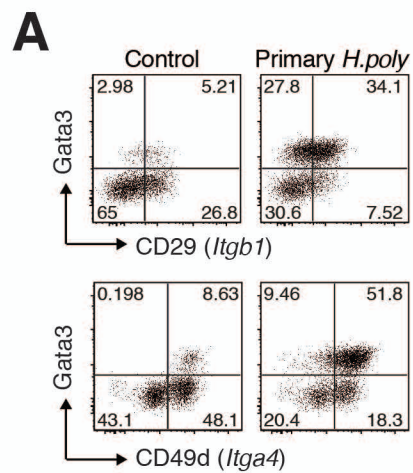 A
Control Primary H.poly
2.98 5.21 27.8 34.1
Gata3
65 26.8 30.6 7.52
CD29 (Itgb1)
0.198 8.63 9.46 51.8
Gata3
43.1 48.1 20.4 18.3
CD49d (Itga4)